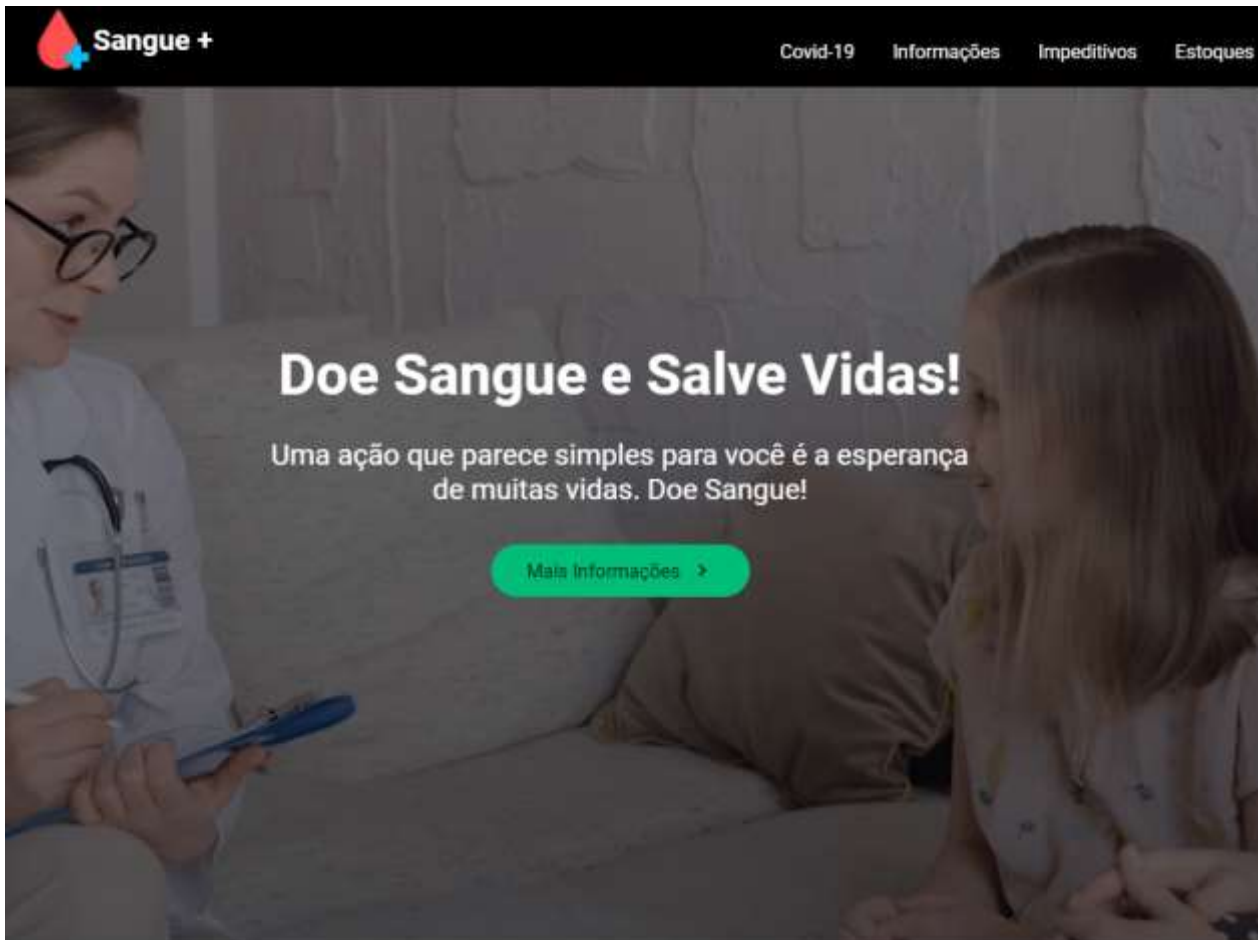 Sangue +
Covid-19 Informações Impeditivos Estoques
Doe Sangue e Salve Vidas!
Uma ação que parece simples para você é a esperança
de muitas vidas. Doe Sangue!
Mais Informações >